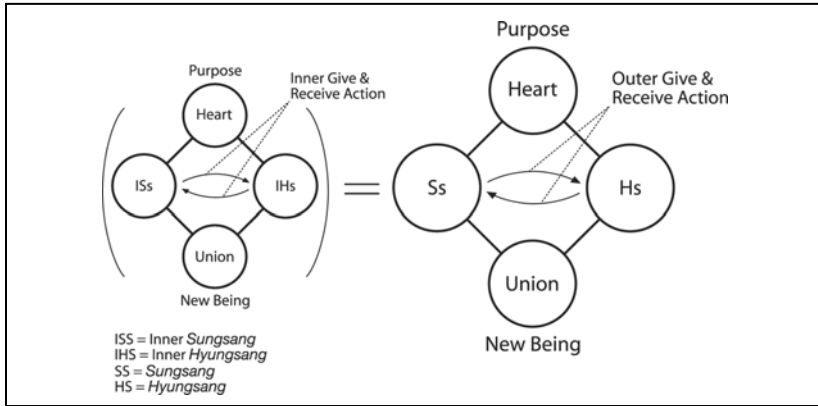 Purpose
Inner Give &
Receive Action
Heart
ISs
IHs
Union
New Being
ISS = Inner Sungsang
IHS = Inner Hyungsang
SS = Sungsang
HS = Hyungsang
=
Purpose
Outer Give &
Receive Action
Heart
Ss
Hs
Union
New Being